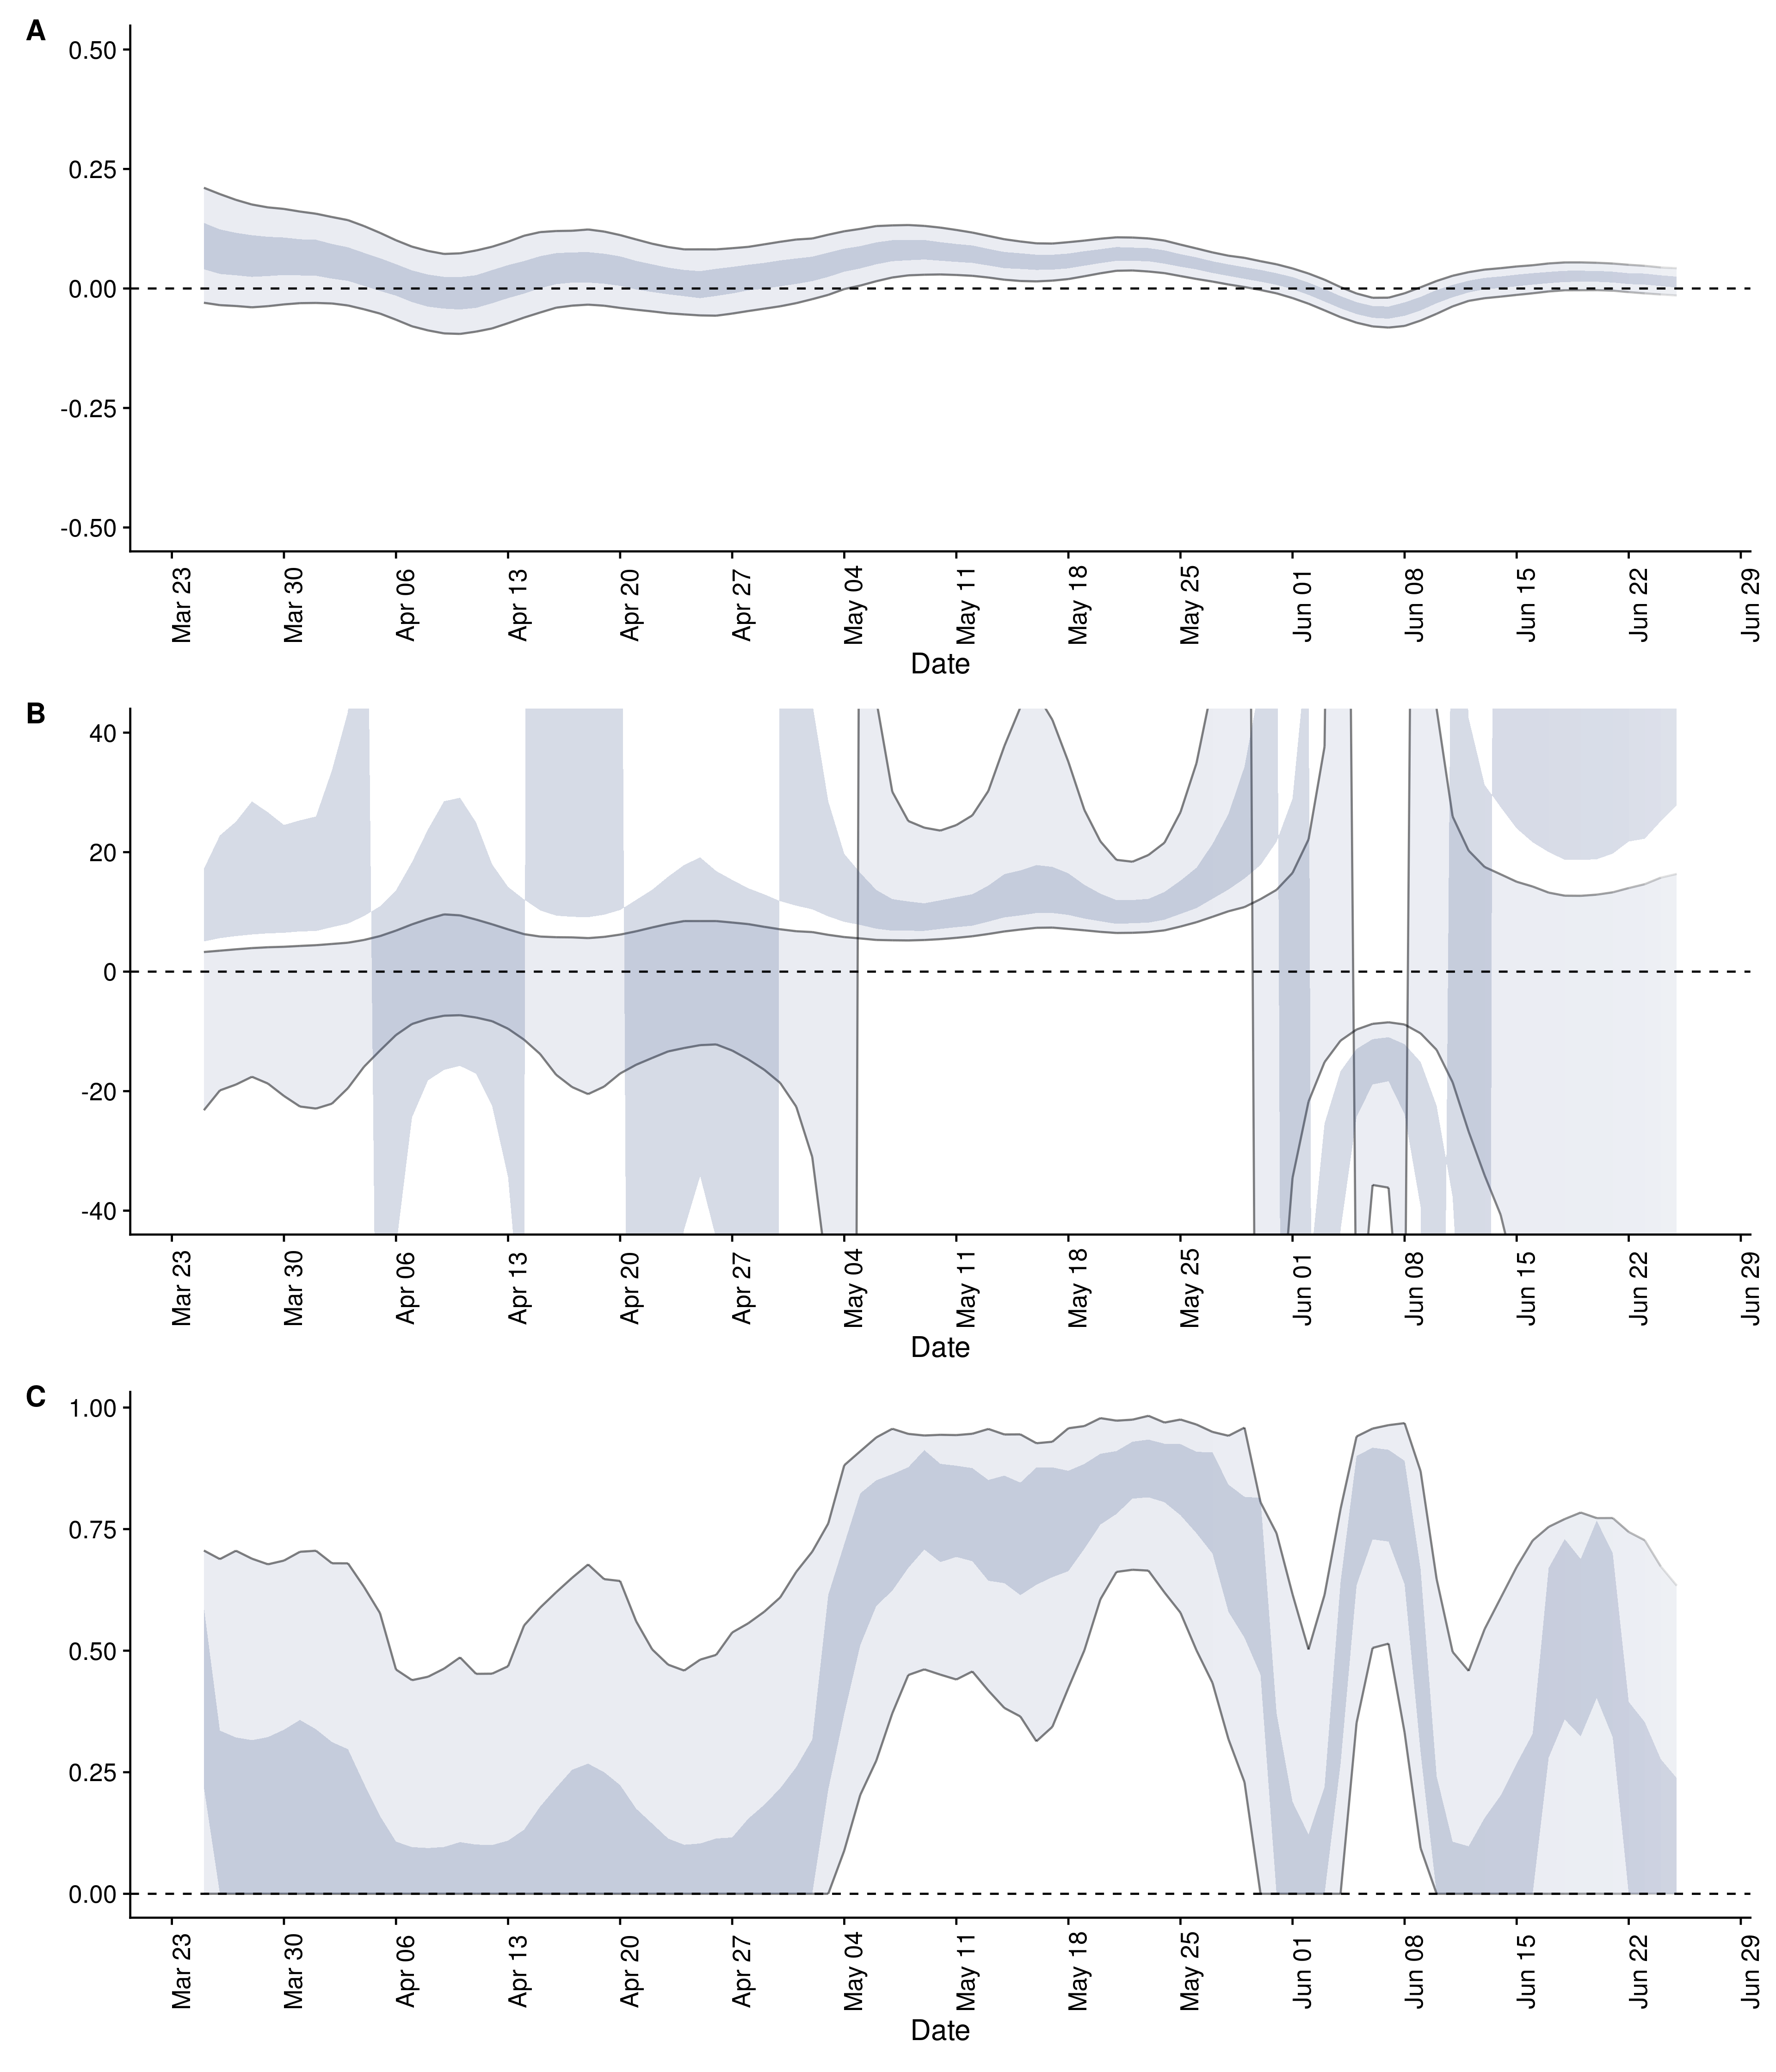 A
0.50
0.25
0.00
-0.25
-0.50
Mar 23
Mar 30
Apr 06
Apr 13
Apr 20
Apr 27
May 04
May 11
May 18
May 25
Jun 01
Jun 08
Jun 15
Jun 22
Jun 29
Date
B
40
20
0
-20
-40
Mar 23
Mar 30
Apr 06
Apr 13
Apr 20
Apr 27
May 04
May 11
May 18
May 25
Jun 01
Jun 08
Jun 15
Jun 22
Jun 29
Date
C
1.00
0.75
0.50
0.25
0.00
Mar 23
Mar 30
Apr 06
Apr 13
Apr 20
Apr 27
May 04
May 11
May 18
May 25
Jun 01
Jun 08
Jun 15
Jun 22
Jun 29
Date